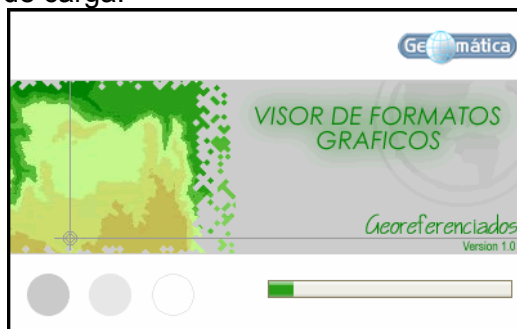 de carga.
Geomática
VISOR DE FORMATOS
GRAFICOS
Georeferenciados
Version 1.0